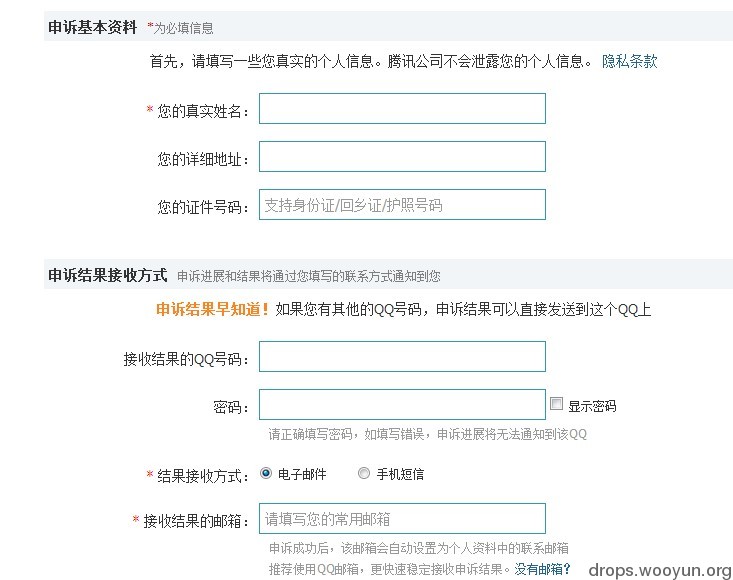 申诉基本资料 *为必填信息
首先，请填写一些您真实的个人信息。腾讯公司不会泄露您的个人信息。 隐私条款
* 您的真实姓名：
您的详细地址：
您的证件号码： 支持身份证/回乡证/护照号码
申诉结果接收方式 申诉进展和结果将通过您填写的联系方式通知到您
申诉结果早知道！如果您有其他的QQ号码，申诉结果可以直接发送到这个QQ上
接收结果的QQ号码：
密码： 显示密码
请正确填写密码，如填写错误，申诉进展将无法通知到该QQ
* 结果接收方式： 电子邮件 手机短信
* 接收结果的邮箱： 请填写您的常用邮箱
申诉成功后，该邮箱会自动设置为个人资料中的联系邮箱
推荐使用QQ邮箱，更快速稳定接收申诉结果。没有邮箱？
drops.wooyun.org